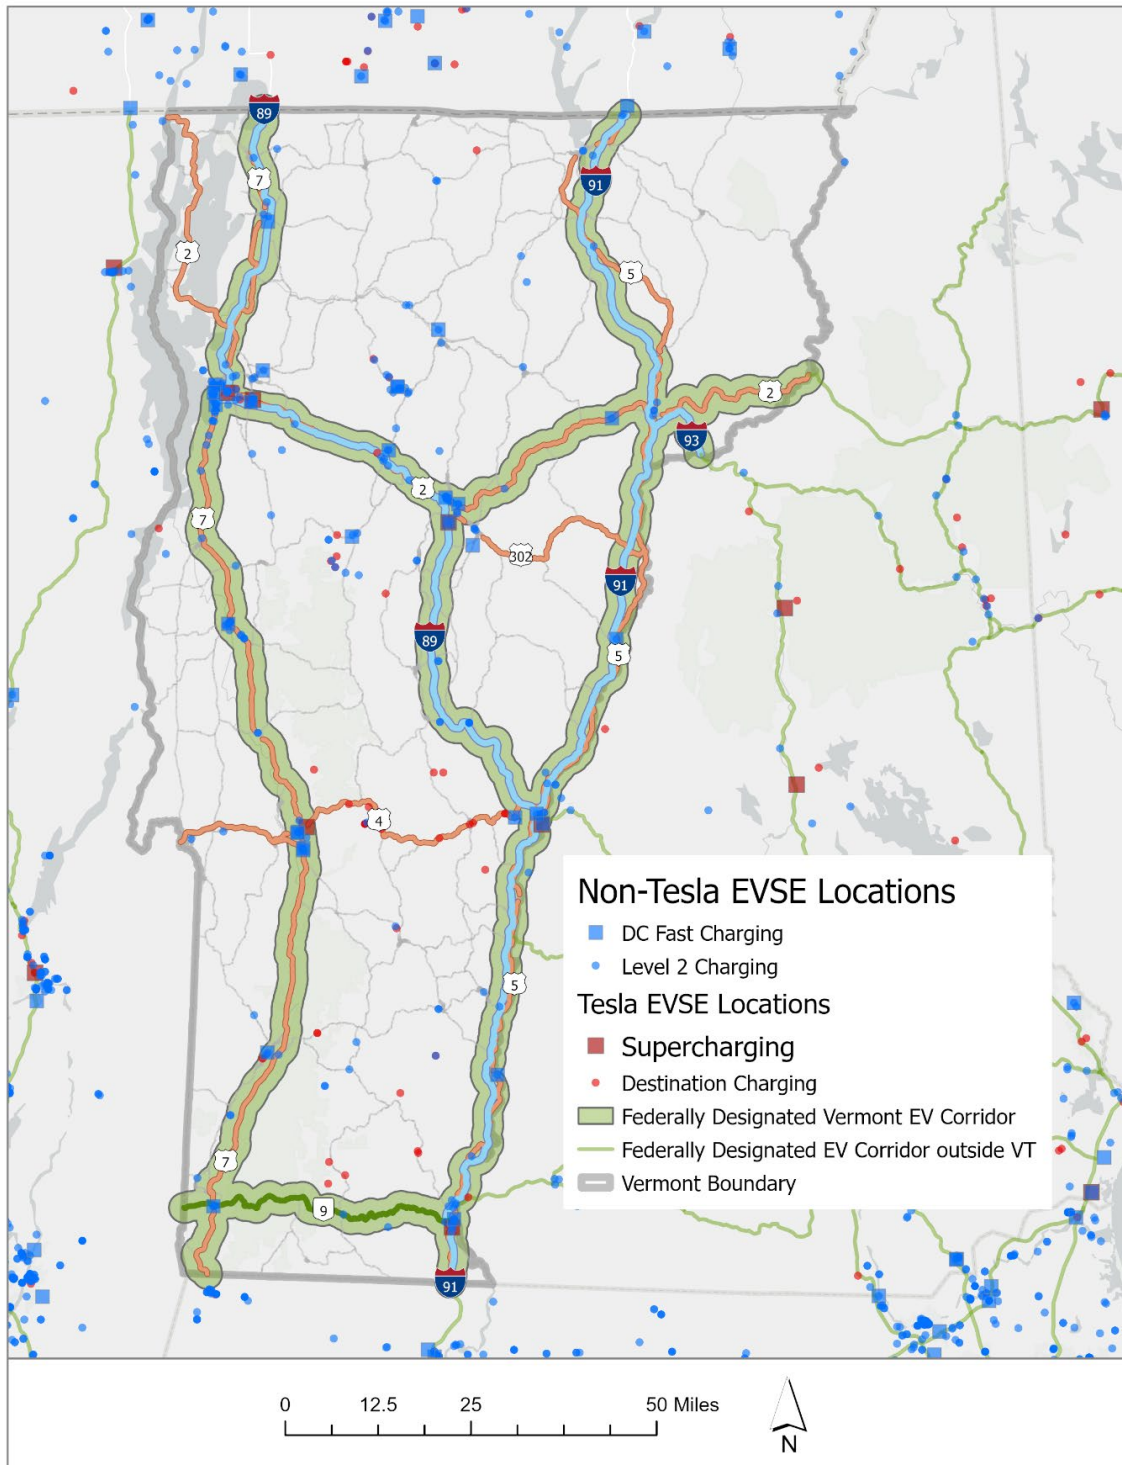 89
7
91
2
5
2
93
2
7
302
91
89
5
4
5
7
9
91
Non-Tesla EVSE Locations
DC Fast Charging
Level 2 Charging
Tesla EVSE Locations
Supercharging
Destination Charging
Federally Designated Vermont EV Corridor
Federally Designated EV Corridor outside VT
Vermont Boundary
0 12.5 25 50 Miles
N